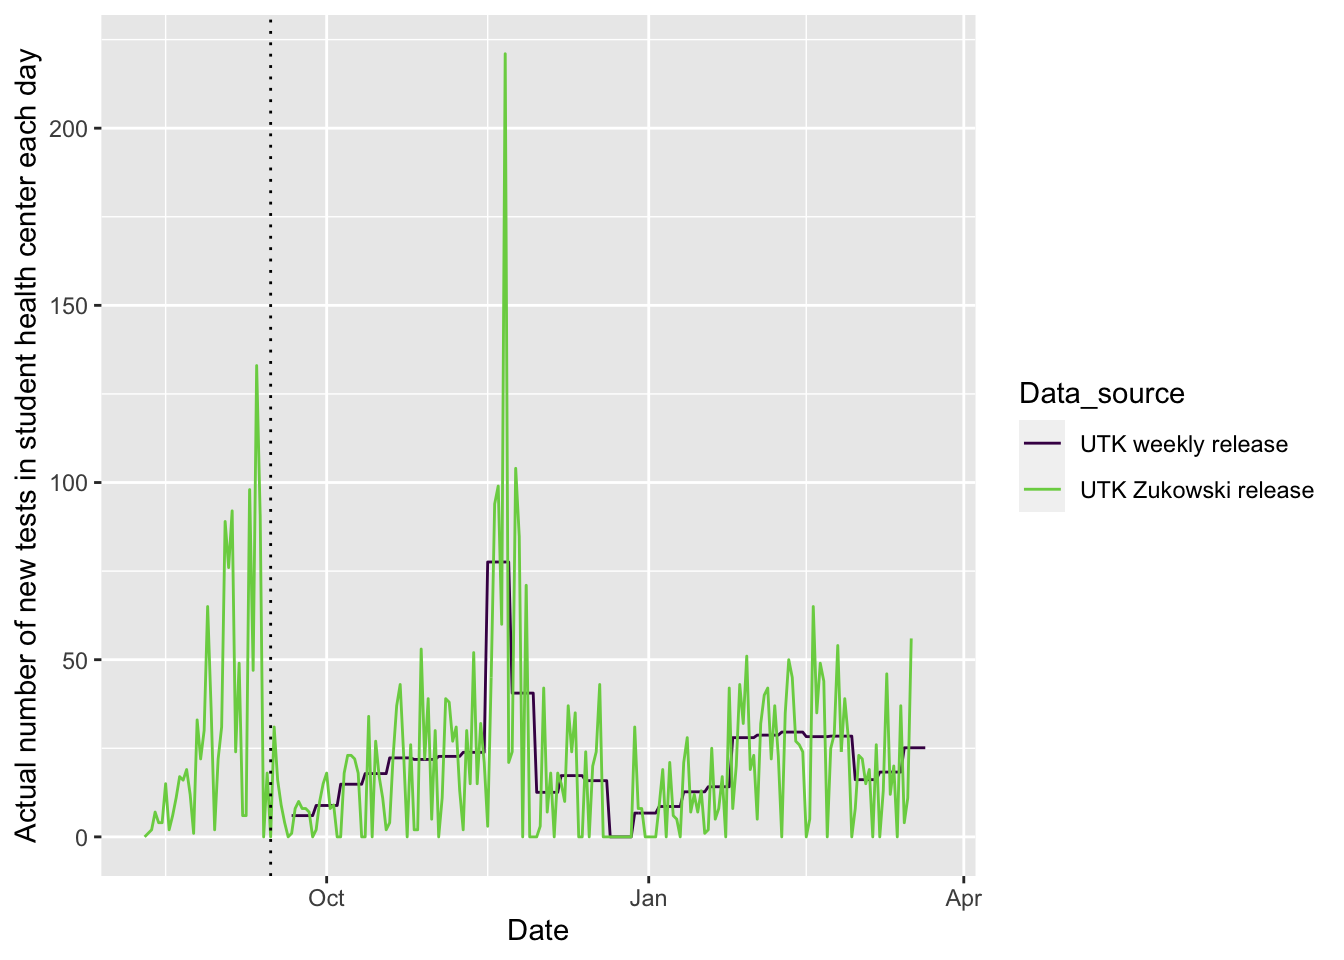 Actual number of new tests in student health center each day
200
150
100
50
0
Oct
Jan
Apr
Date
Data_source
UTK weekly release
UTK Zukowski release